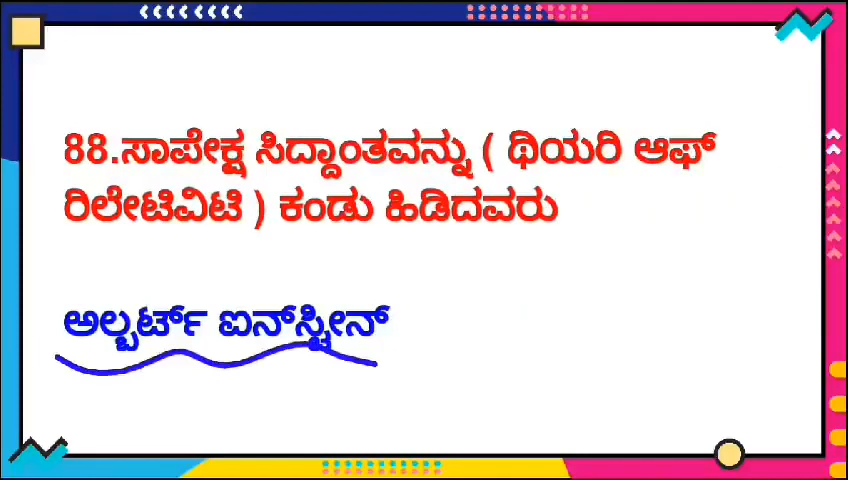 88.ಸಾಪೇಕ್ಷ ಸಿದ್ದಾಂತವನ್ನು ( ಥಿಯರಿ ಆಫ್
ರಿಲೇಟಿವಿಟಿ ) ಕಂಡು ಹಿಡಿದವರು
ಅಲ್ಬರ್ಟ್ ಐನ್‌ಸ್ಟೀನ್